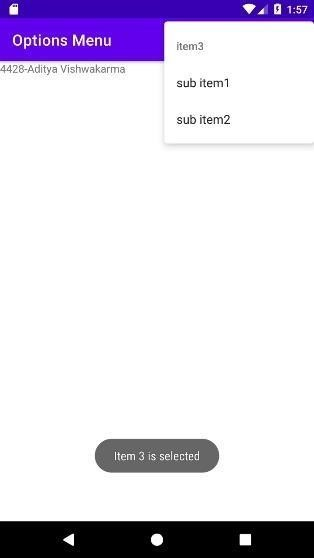 1:57
Options Menu
item3
4428-Aditya Vishwakarma
sub item1
sub item2
Item 3 is selected